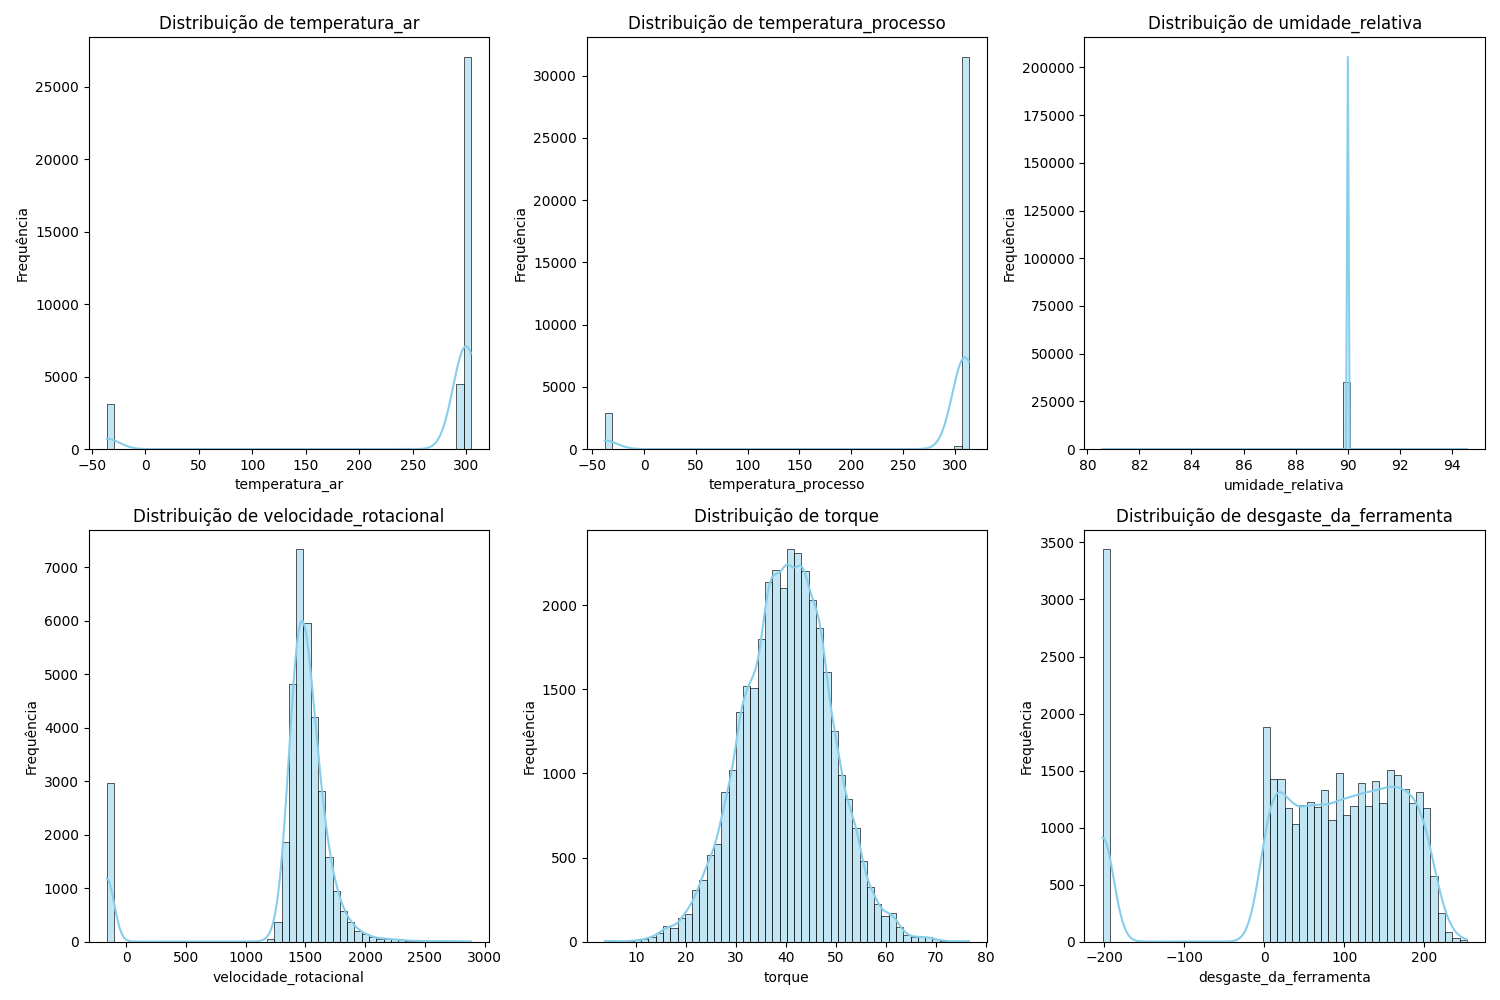 Distribuição de temperatura_ar
Frequência
25000
20000
15000
10000
5000
0
−50 0 50 100 150 200 250 300
temperatura_ar
Distribuição de temperatura_processo
Frequência
30000
25000
20000
15000
10000
5000
0
−50 0 50 100 150 200 250 300
temperatura_processo
Distribuição de umidade_relativa
Frequência
200000
175000
150000
125000
100000
75000
50000
25000
0
80 82 84 86 88 90 92 94
umidade_relativa
Distribuição de velocidade_rotacional
Frequência
7000
6000
5000
4000
3000
2000
1000
0
0 500 1000 1500 2000 2500 3000
velocidade_rotacional
Distribuição de torque
Frequência
2000
1500
1000
500
0
10 20 30 40 50 60 70 80
torque
Distribuição de desgaste_da_ferramenta
Frequência
3500
3000
2500
2000
1500
1000
500
0
−200 −100 0 100 200
desgaste_da_ferramenta